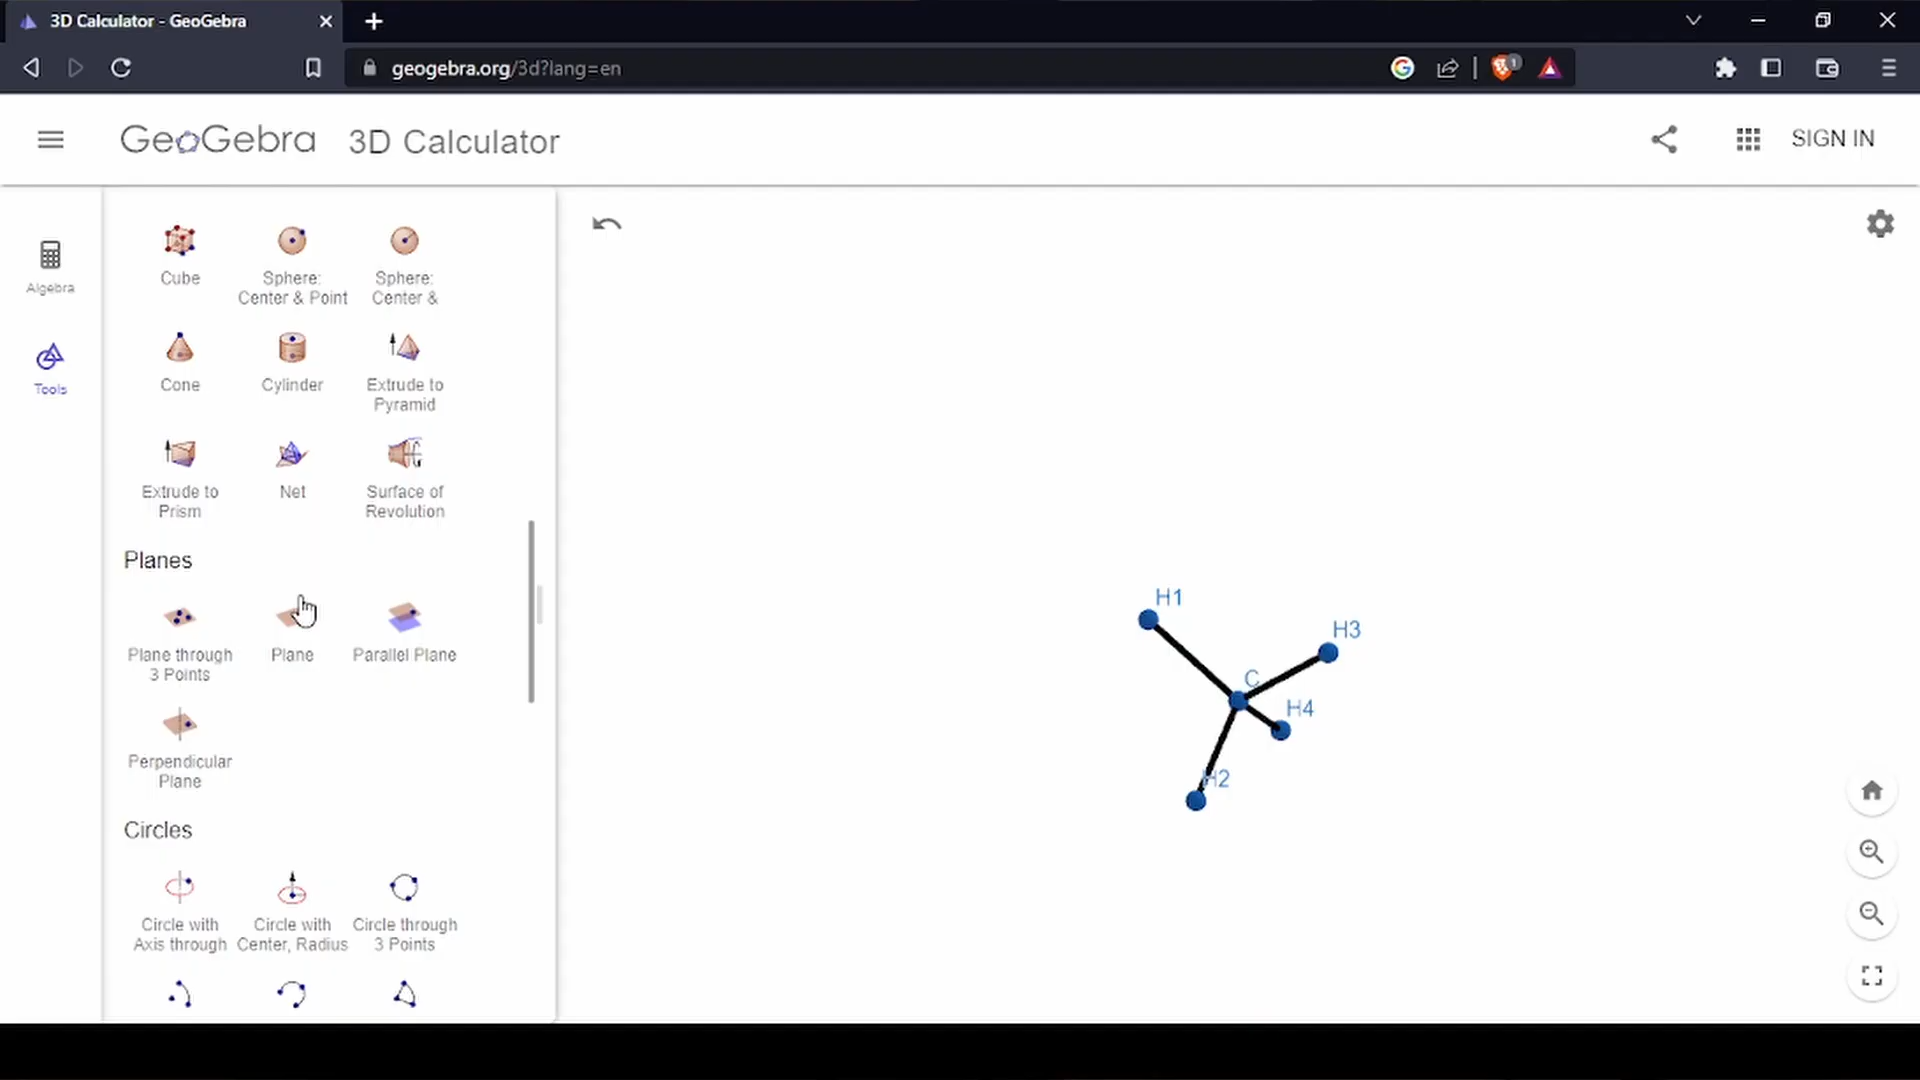 3D Calculator - GeoGebra
geogebra.org/3d?lang=en
1
GeoGebra 3D Calculator
SIGN IN
Algebra
Tools
Cube
Sphere:
Center & Point
Sphere:
Center &
Cone
Cylinder
Extrude to
Pyramid
Extrude to
Prism
Net
Surface of
Revolution
Planes
Plane through
3 Points
Plane
Parallel Plane
Perpendicular
Plane
Circles
Circle with
Axis through
Circle with
Center, Radius
Circle through
3 Points
H1
H3
C
H4
H2